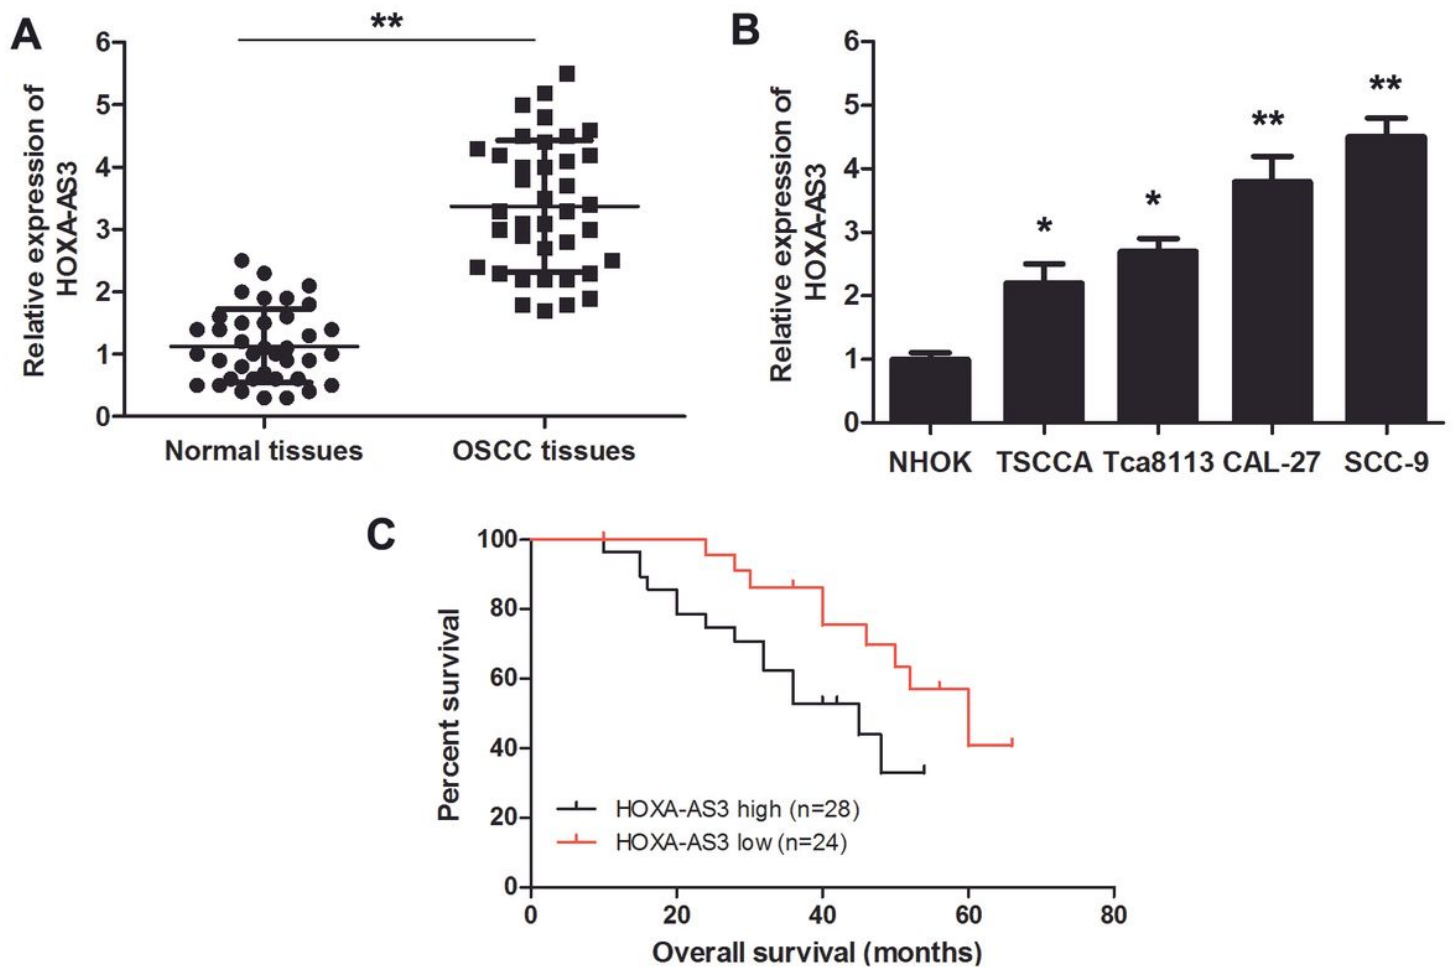 A
**
Relative expression of
HOXA-AS3
6
5
4
3
2
1
0
Normal tissues
OSCC tissues
B
Relative expression of
HOXA-AS3
6
5
4
3
2
1
0
*
*
**
**
NHOK
TSCCA
Tca8113
CAL-27
SCC-9
C
Percent survival
100
80
60
40
20
0
HOXA-AS3 high (n=28)
HOXA-AS3 low (n=24)
0
20
40
60
80
Overall survival (months)